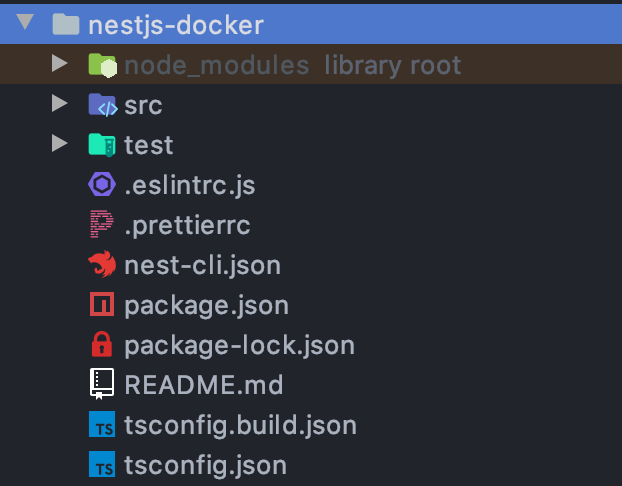 nestjs-docker
node_modules library root
src
test
.eslintrc.js
.prettierrc
nest-cli.json
package.json
package-lock.json
README.md
TS tsconfig.build.json
TS tsconfig.json